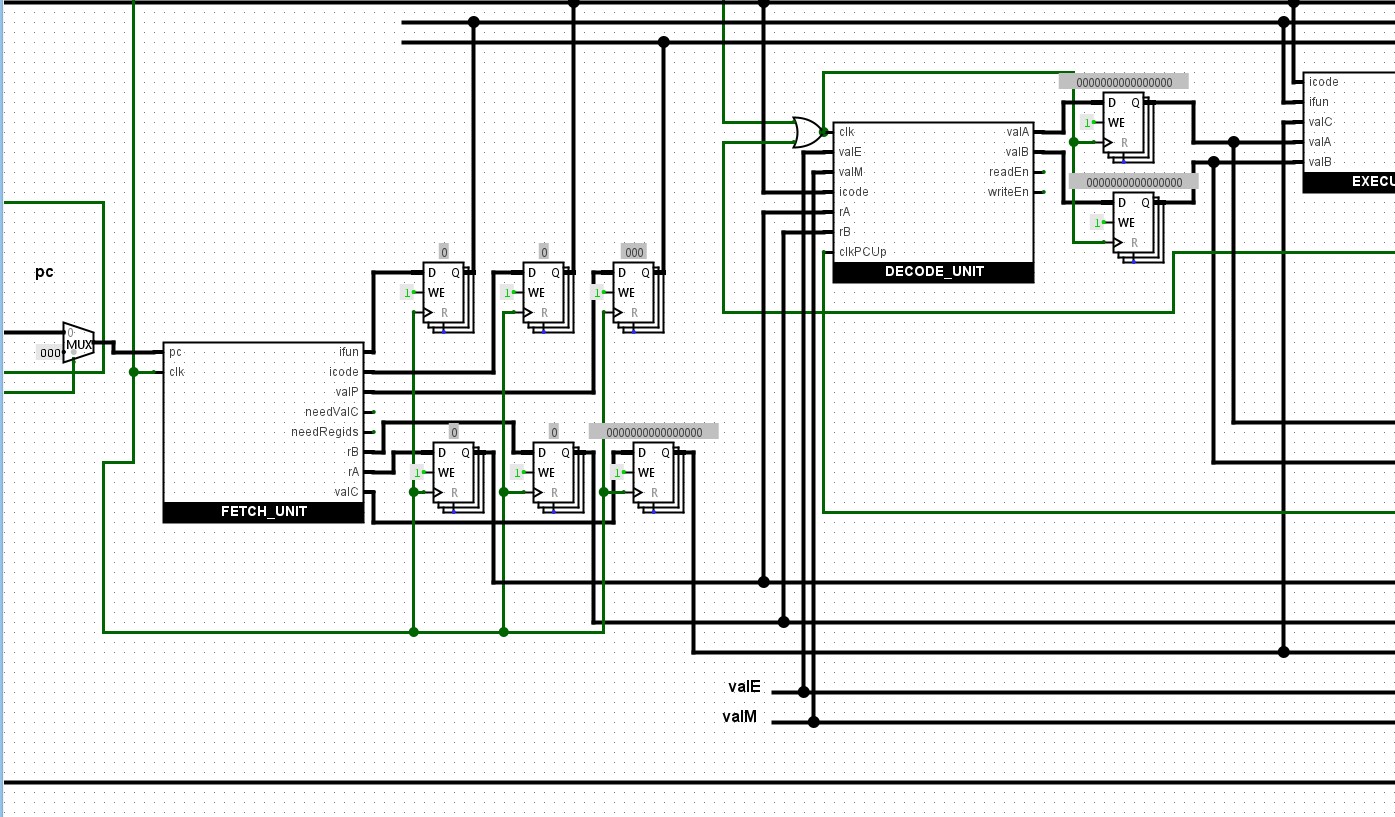 pc
0
MUX
000
pc
clk
ifun
icode
valP
needValC
needRegids
rB
rA
valC
FETCH_UNIT
0
D Q
1 WE
R
0
D Q
1 WE
R
000
D Q
1 WE
R
0
D Q
1 WE
R
0
D Q
1 WE
R
0000000000000000
D Q
1 WE
R
clk
valE
valM
icode
rA
rB
clkPCUp
valA
valB
readEn
writeEn
DECODE_UNIT
0000000000000000
D Q
1 WE
R
0000000000000000
D Q
1 WE
R
icode
ifun
valC
valA
valB
EXECU
valE
valM